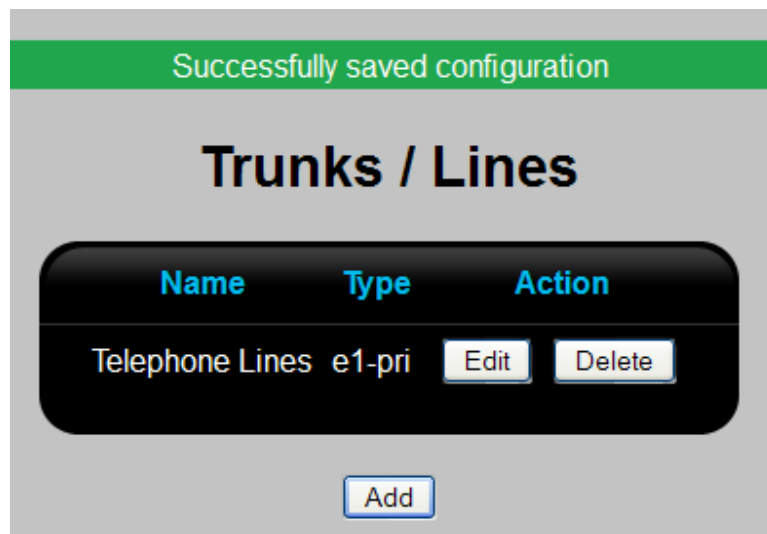 Successfully saved configuration
Trunks / Lines
Name Type Action
Telephone Lines e1-pri Edit Delete
Add